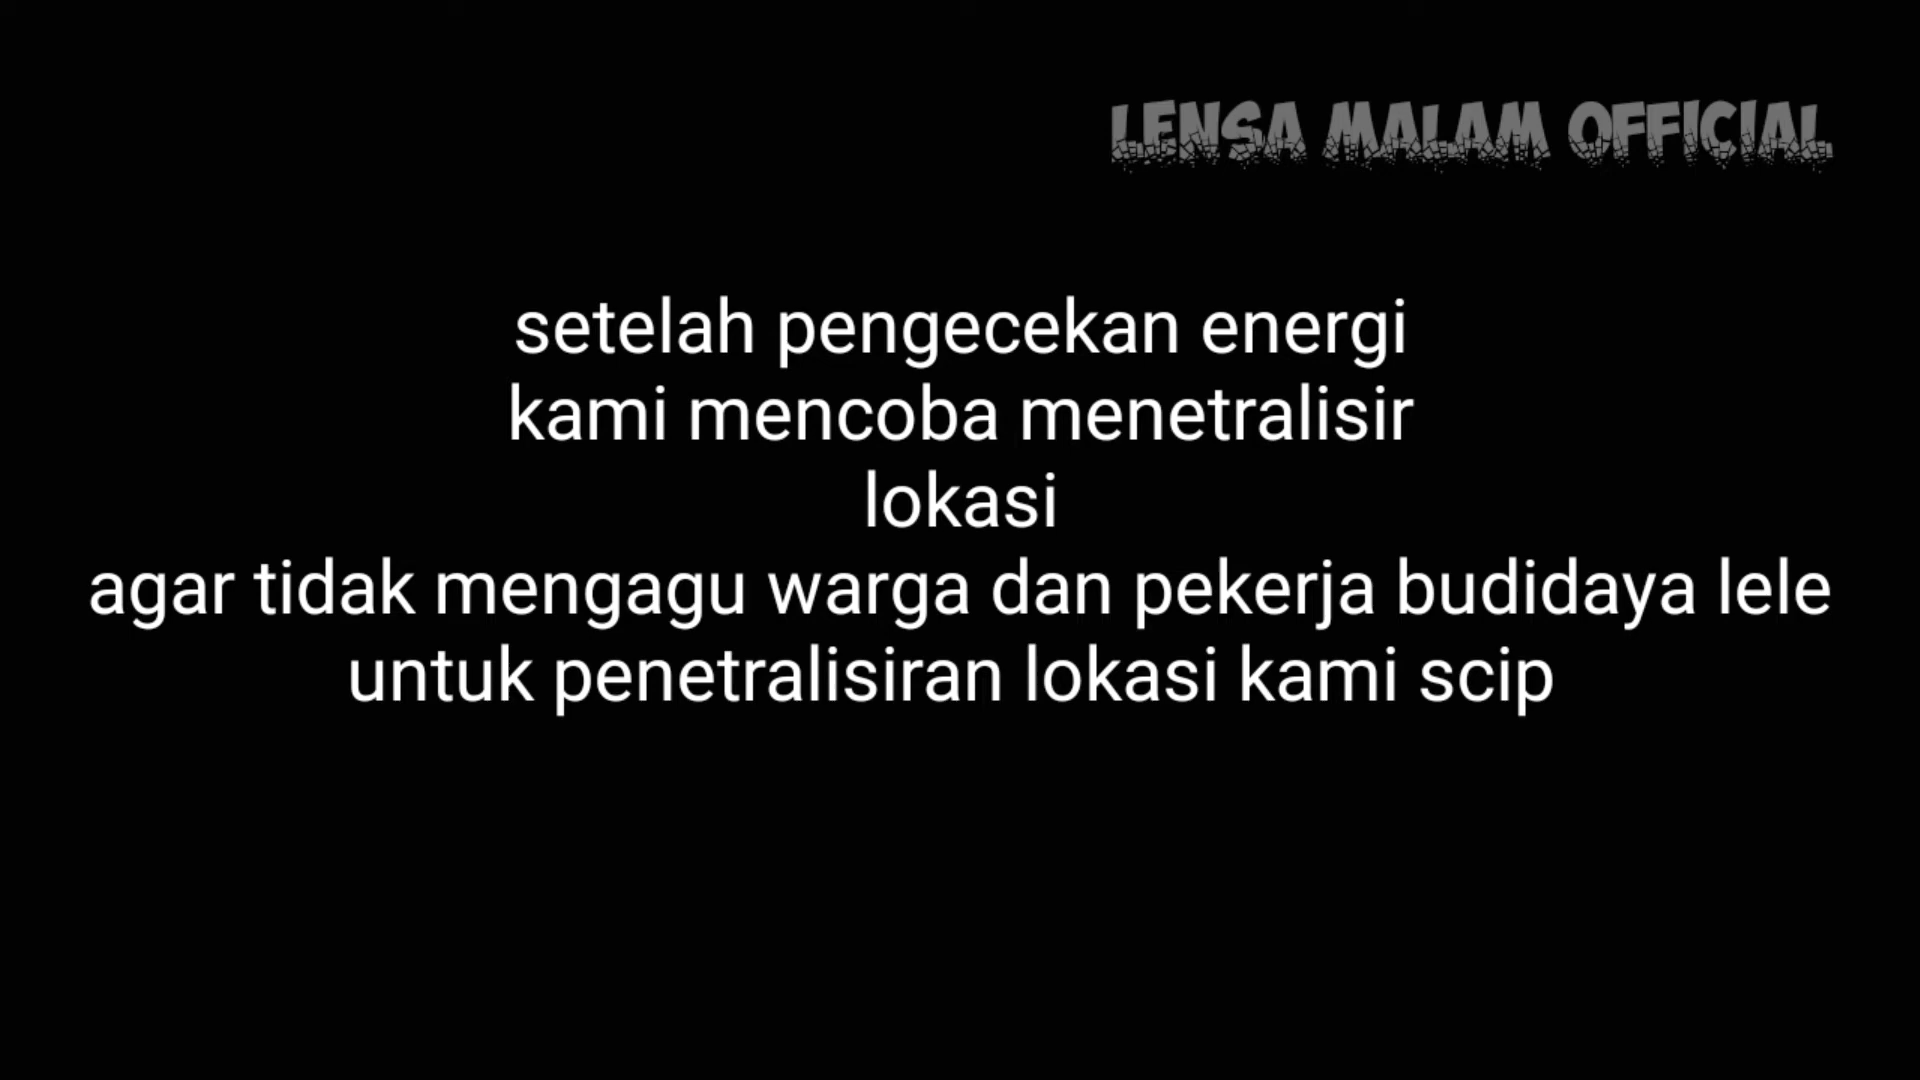 LENSA MALAM OFFICIAL
setelah pengecekan energi
kami mencoba menetralisir
lokasi
agar tidak mengagu warga dan pekerja budidaya lele
untuk penetralisiran lokasi kami scip